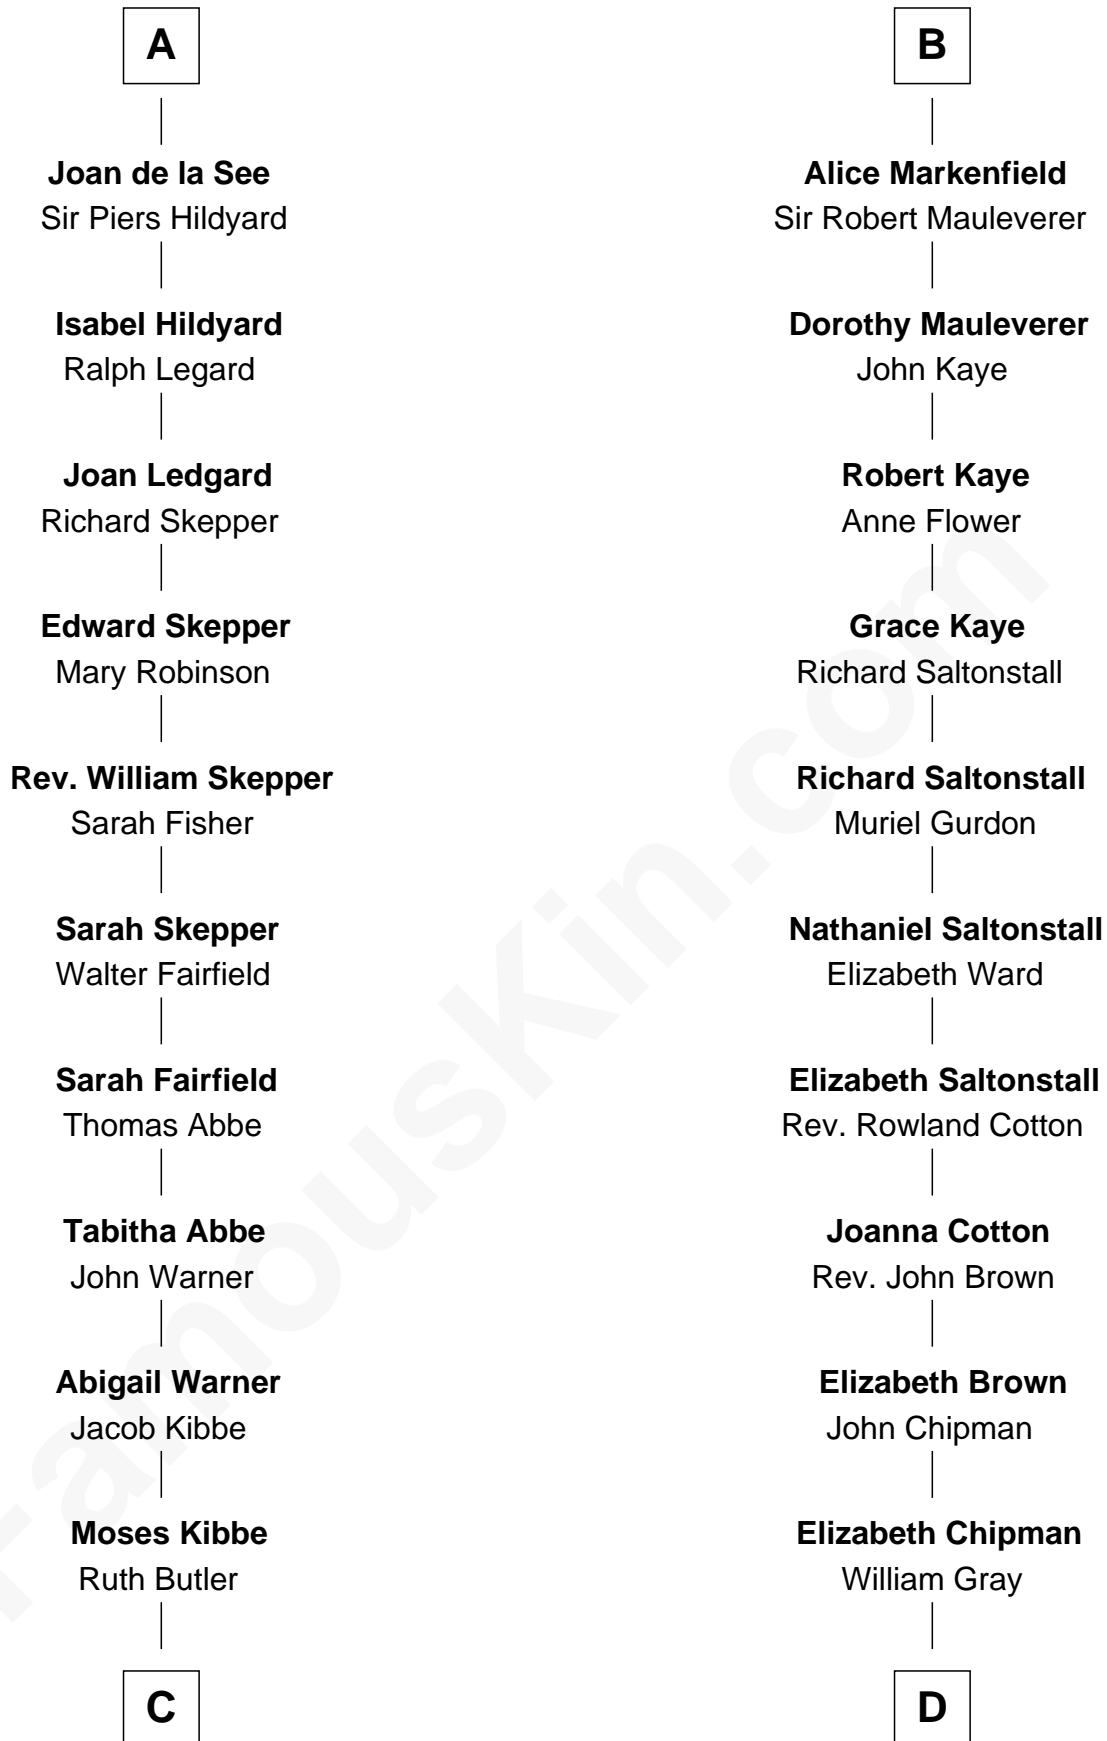 A
Joan de la See
Sir Piers Hildyard
Isabel Hildyard
Ralph Legard
Joan Ledgard
Richard Skepper
Edward Skepper
Mary Robinson
Rev. William Skepper
Sarah Fisher
Sarah Skepper
Walter Fairfield
Sarah Fairfield
Thomas Abbe
Tabitha Abbe
John Warner
Abigail Warner
Jacob Kibbe
Moses Kibbe
Ruth Butler
C
B
Alice Markenfield
Sir Robert Mauleverer
Dorothy Mauleverer
John Kaye
Robert Kaye
Anne Flower
Grace Kaye
Richard Saltonstall
Richard Saltonstall
Muriel Gurdon
Nathaniel Saltonstall
Elizabeth Ward
Elizabeth Saltonstall
Rev. Rowland Cotton
Joanna Cotton
Rev. John Brown
Elizabeth Brown
John Chipman
Elizabeth Chipman
William Gray
D
FamousKin.com